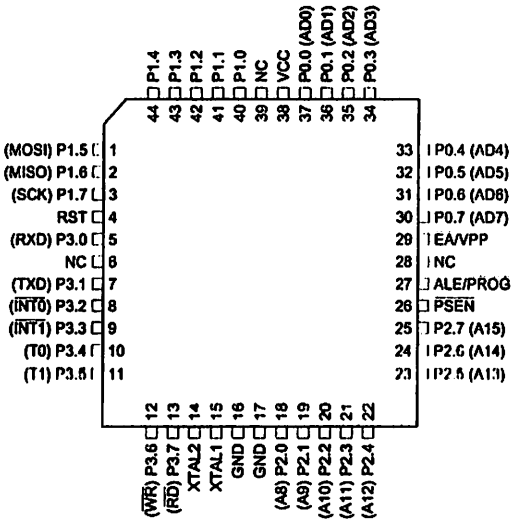 P1.4
P1.3
P1.2
P1.1
P1.0
NC
VCC
P0.0 (AD0)
P0.1 (AD1)
P0.2 (AD2)
P0.3 (AD3)
44 43 42 41 40 39 38 37 36 35 34
(MOSI) P1.5 1 33 P0.4 (AD4)
(MISO) P1.6 2 32 P0.5 (AD5)
(SCK) P1.7 3 31 P0.6 (AD6)
RST 4 30 P0.7 (AD7)
(RXD) P3.0 5 29 EA/VPP
NC 6 28 NC
(TXD) P3.1 7 27 ALE/PROG
(INT0) P3.2 8 26 PSEN
(INT1) P3.3 9 25 P2.7 (A15)
(T0) P3.4 10 24 P2.6 (A14)
(T1) P3.5 11 23 P2.5 (A13)
12 13 14 15 16 17 18 19 20 21 22
(WR) P3.6
(RD) P3.7
XTAL2
XTAL1
GND
GND
(A8) P2.0
(A9) P2.1
(A10) P2.2
(A11) P2.3
(A12) P2.4